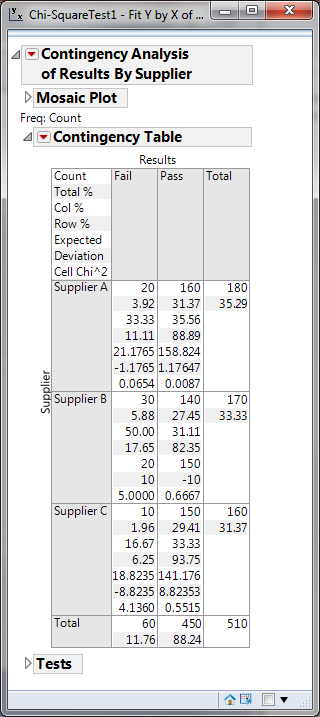 Chi-SquareTest1 - Fit Y by X of ...
Contingency Analysis
of Results By Supplier
Mosaic Plot
Freq: Count
Contingency Table
Results
Count Fail Pass Total
Total %
Col %
Row %
Expected
Deviation
Cell Chi^2
Supplier
Supplier A 20 160 180
3.92 31.37 35.29
33.33 35.56
11.11 88.89
21.1765 158.824
-1.1765 1.17647
0.0654 0.0087
Supplier B 30 140 170
5.88 27.45 33.33
50.00 31.11
17.65 82.35
20 150
10 -10
5.0000 0.6667
Supplier C 10 150 160
1.96 29.41 31.37
16.67 33.33
6.25 93.75
18.8235 141.176
-8.8235 8.82353
4.1360 0.5515
Total 60 450 510
11.76 88.24
Tests